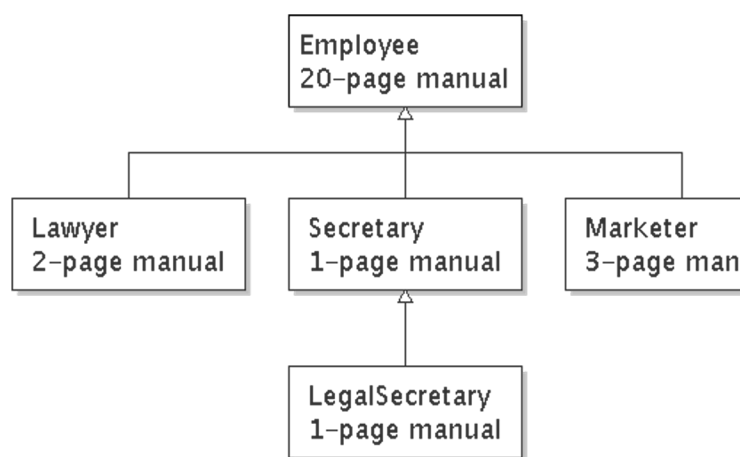 Employee
20-page manual
Lawyer
2-page manual
Secretary
1-page manual
Marketer
3-page man
LegalSecretary
1-page manual